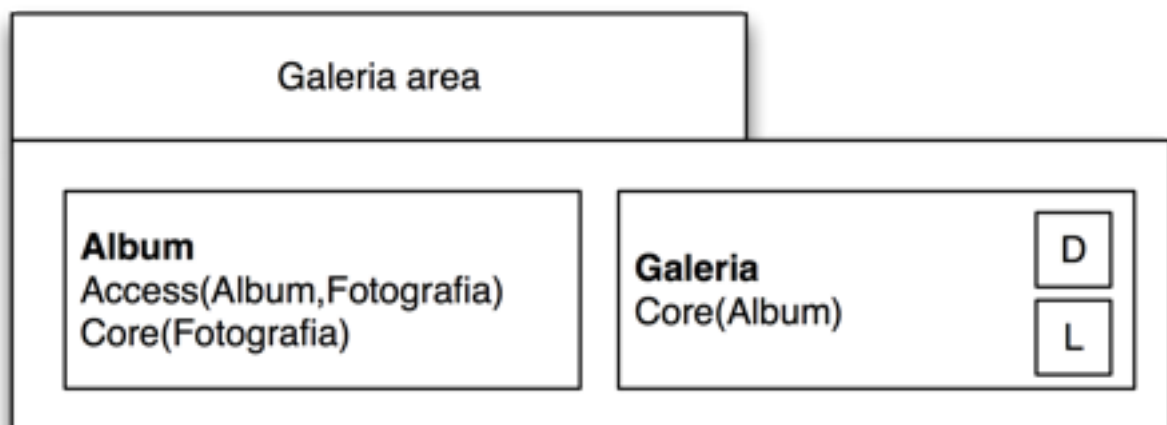 Galeria area
Album
Access(Album,Fotografia)
Core(Fotografia)
Galeria
Core(Album)
D
L